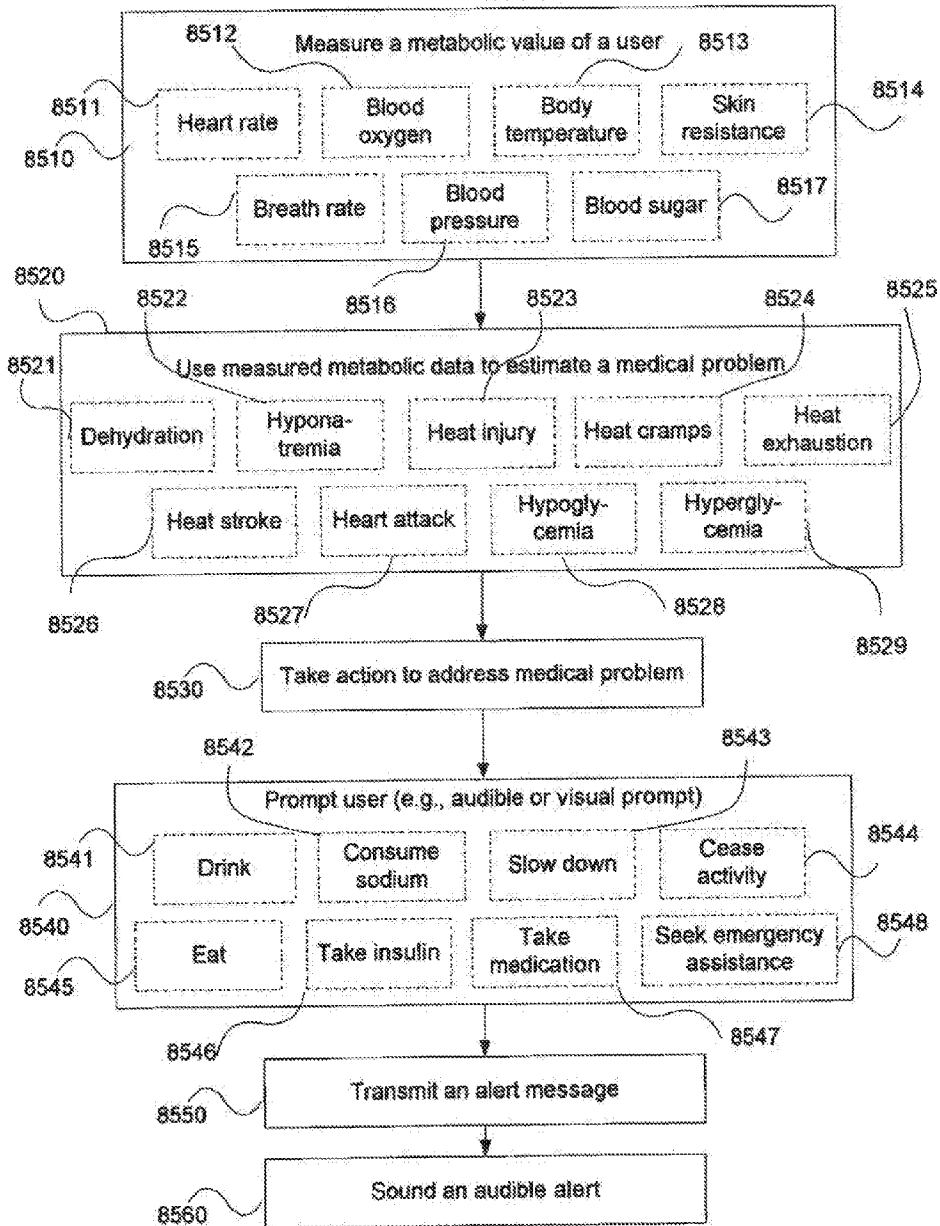 8512
Measure a metabolic value of a user
8513
8511
8514
Heart rate
Blood
oxygen
Body
temperature
Skin
resistance
8510
Breath rate
Blood
pressure
Blood sugar
8517
8515
8516
8520
8522
8523
8524
8525
8521
Use measured metabolic data to estimate a medical problem
Dehydration
Hypona-
tremia
Heat injury
Heat cramps
Heat
exhaustion
Heat stroke
Heart attack
Hypogly-
cemia
Hypergly-
cemia
8526
8527
8528
8529
8530
Take action to address medical problem
8542
8543
Prompt user (e.g., audible or visual prompt)
8541
Drink
Consume
sodium
Slow down
Cease
activity
8544
8540
Eat
Take insulin
Take
medication
Seek emergency
assistance
8548
8545
8546
8547
Transmit an alert message
8550
Sound an audible alert
8560